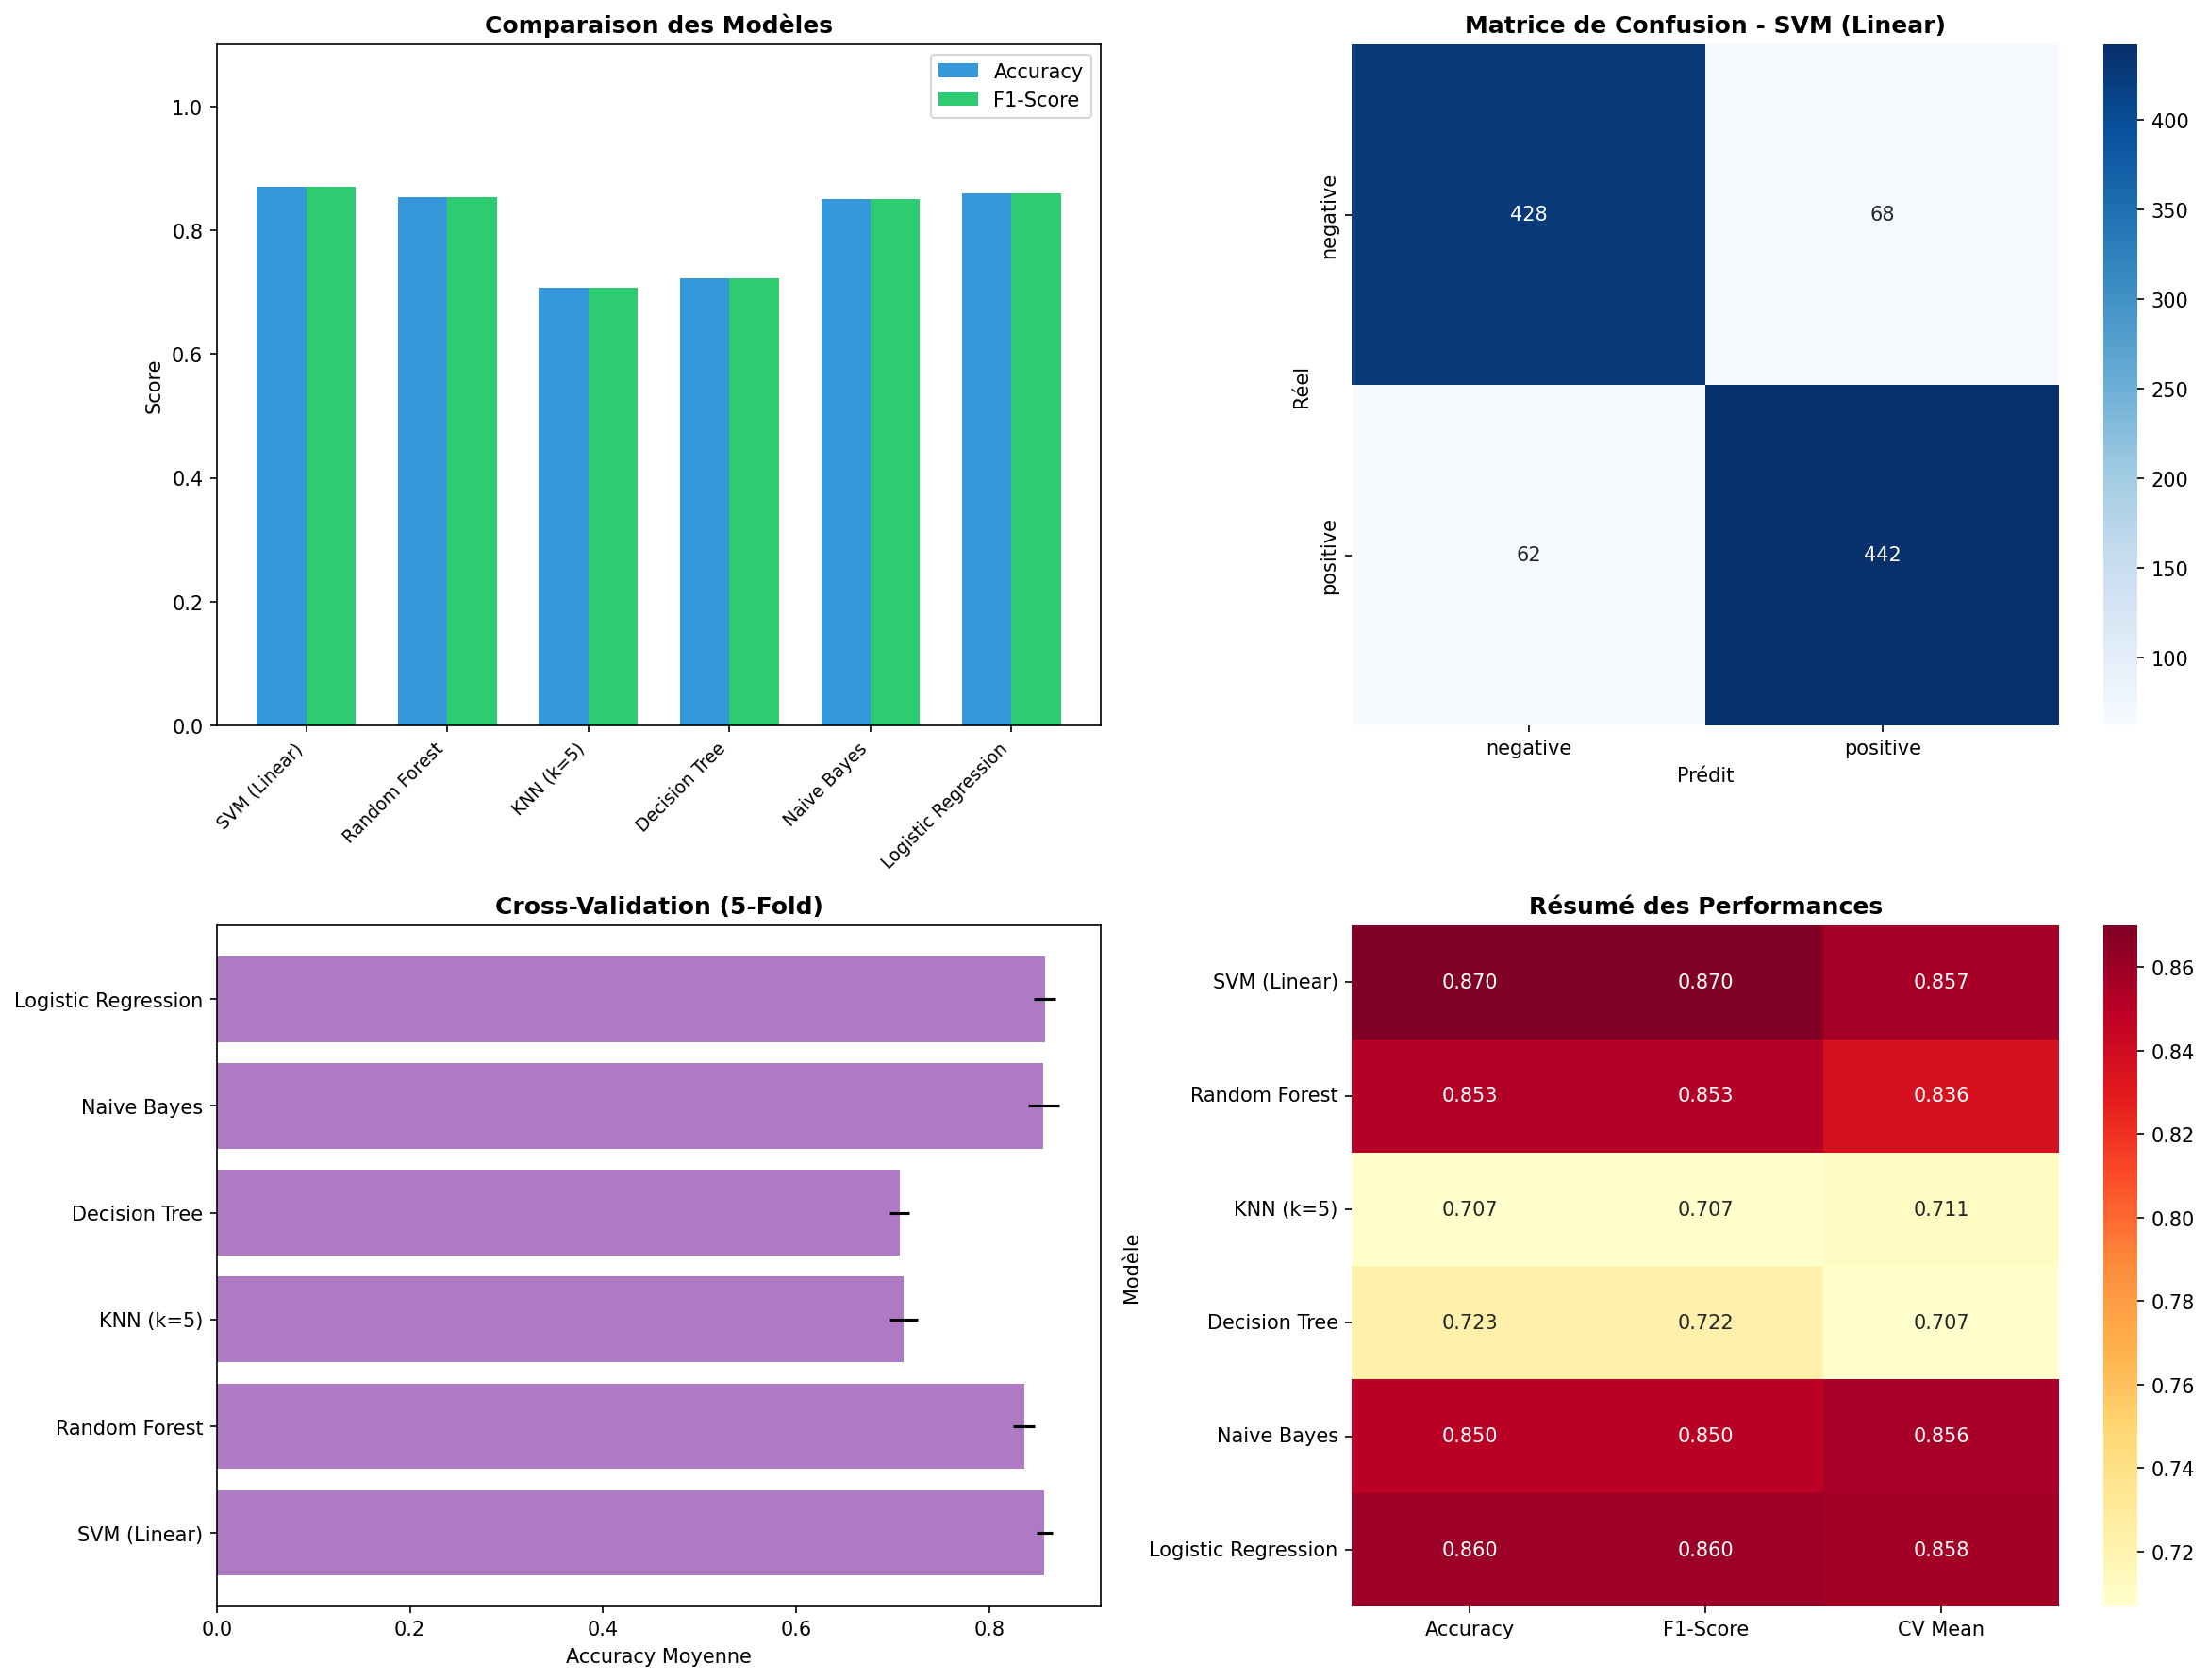 Comparaison des Modèles
Accuracy
F1-Score
Score
1.0
0.8
0.6
0.4
0.2
0.0
SVM (Linear)
Random Forest
KNN (k=5)
Decision Tree
Naive Bayes
Logistic Regression
Matrice de Confusion - SVM (Linear)
Réel
negative
positive
428
68
62
442
negative
positive
Prédit
400
350
300
250
200
150
100
Cross-Validation (5-Fold)
Logistic Regression
Naive Bayes
Decision Tree
KNN (k=5)
Random Forest
SVM (Linear)
0.0
0.2
0.4
0.6
0.8
Accuracy Moyenne
Résumé des Performances
Modèle
SVM (Linear) 0.870 0.870 0.857
Random Forest 0.853 0.853 0.836
KNN (k=5) 0.707 0.707 0.711
Decision Tree 0.723 0.722 0.707
Naive Bayes 0.850 0.850 0.856
Logistic Regression 0.860 0.860 0.858
Accuracy F1-Score CV Mean
0.86
0.84
0.82
0.80
0.78
0.76
0.74
0.72